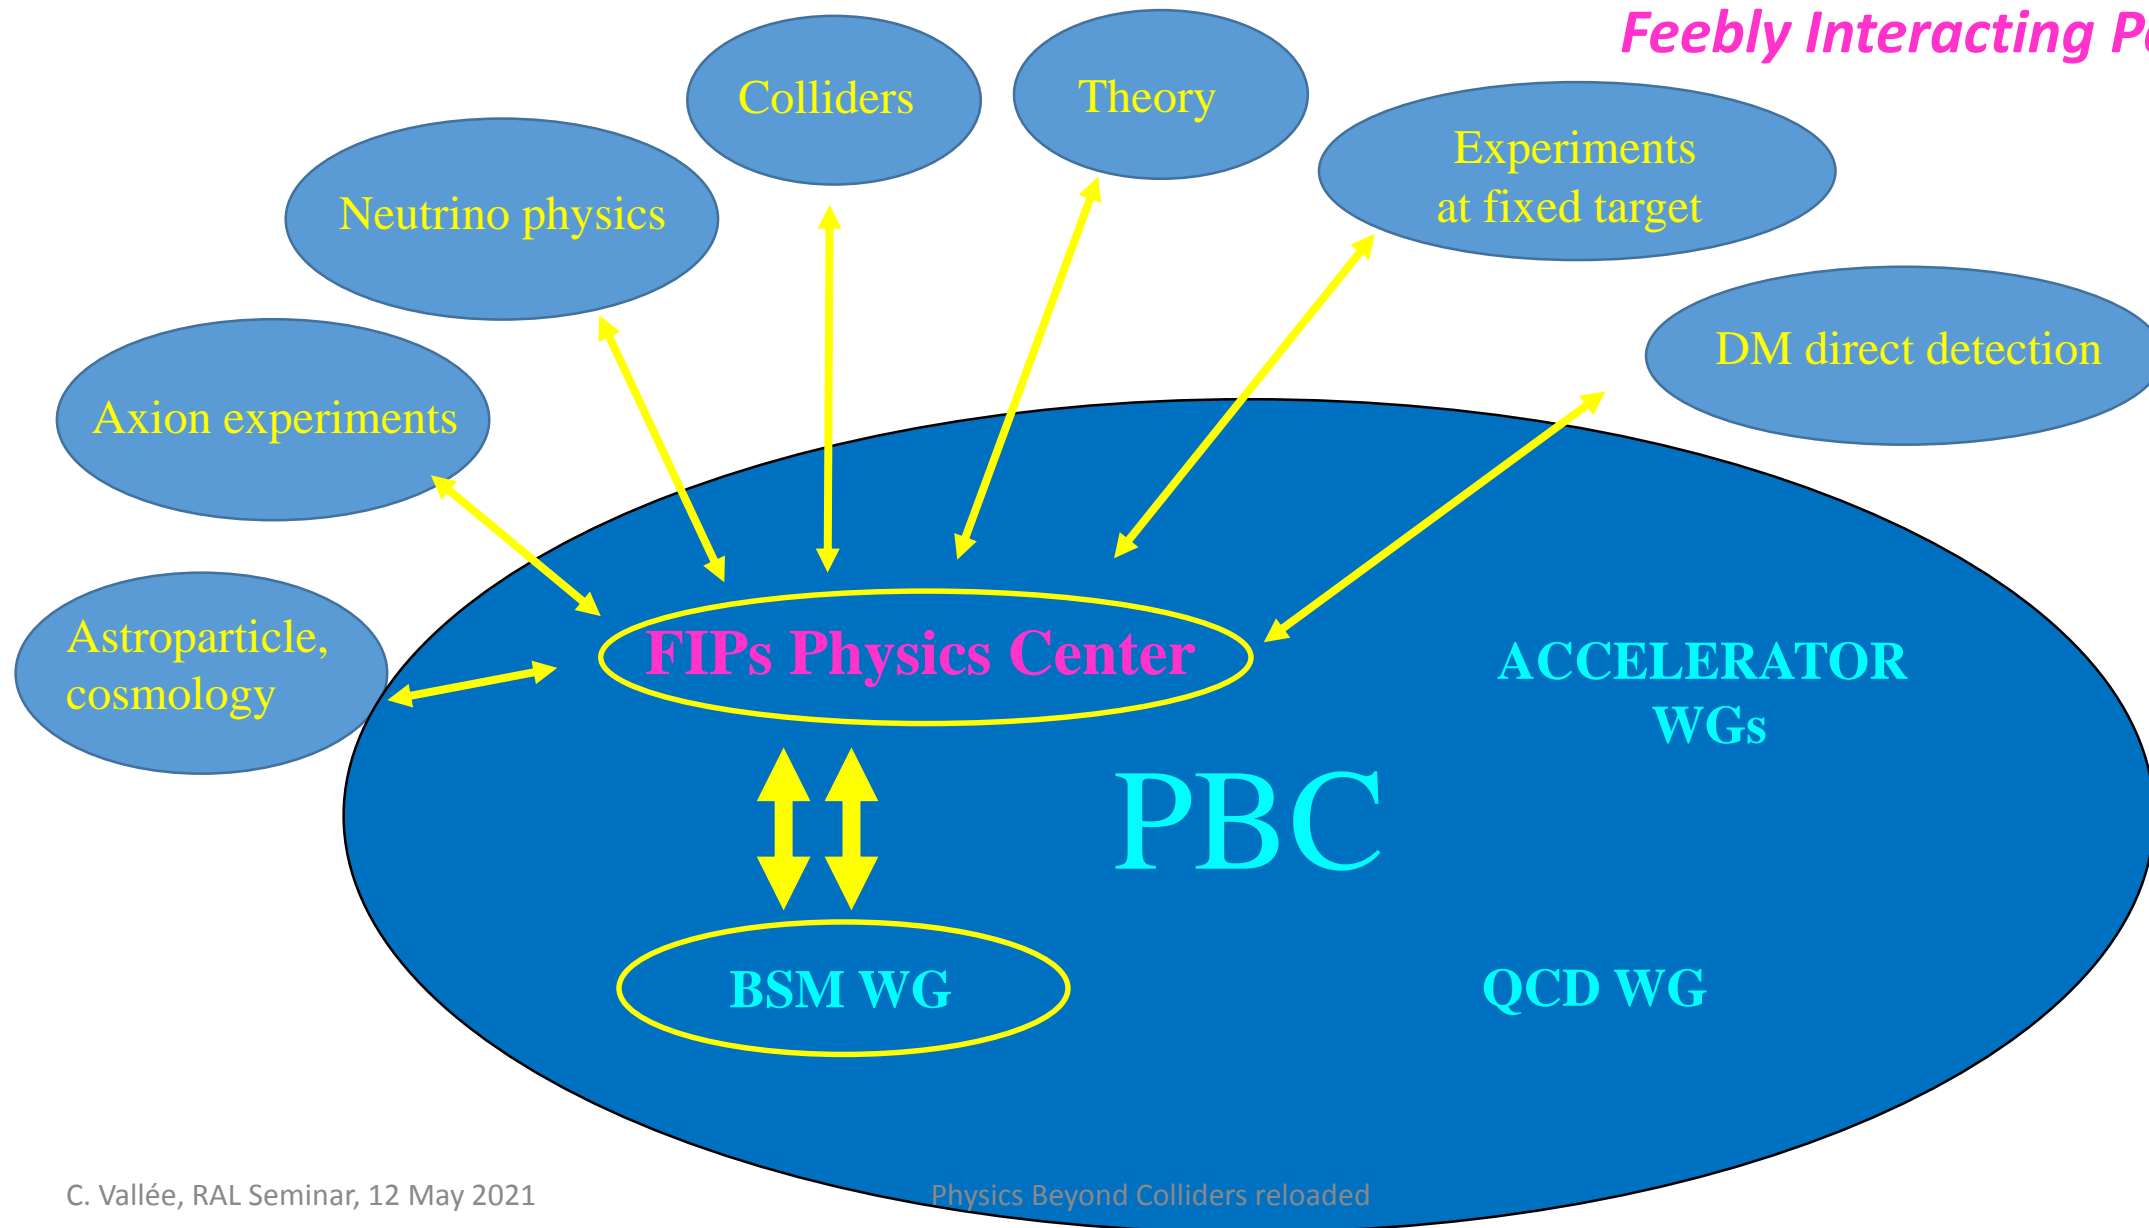 Feebly Interacting
Colliders
Theory
Experiments
at fixed target
Neutrino physics
DM direct detection
Axion experiments
Astroparticle,
cosmology
FIPs Physics Center
ACCELERATOR
WGs
PBC
BSM WG
QCD WG
C. Vallée, RAL Seminar, 12 May 2021
Physics Beyond Colliders reloaded